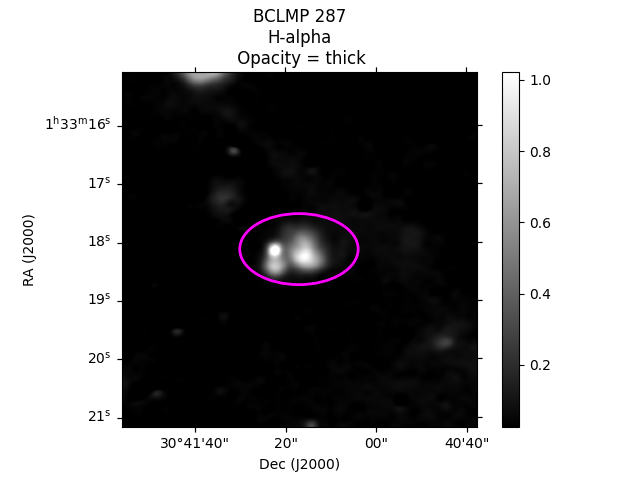 BCLMP 287
H-alpha
Opacity = thick
1h33m16s
17s
18s
19s
20s
21s
RA (J2000)
30°41'40"
20"
00"
40'40"
Dec (J2000)
1.0
0.8
0.6
0.4
0.2